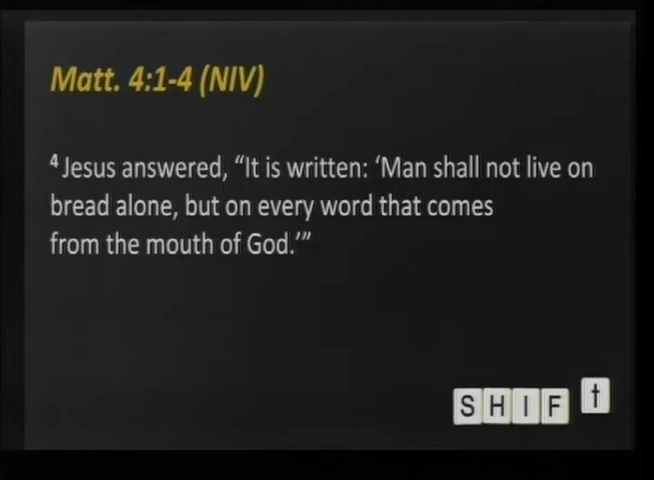 Matt. 4:1-4 (NIV)
4 Jesus answered, “It is written: ‘Man shall not live on
bread alone, but on every word that comes
from the mouth of God.’”
SHIFt